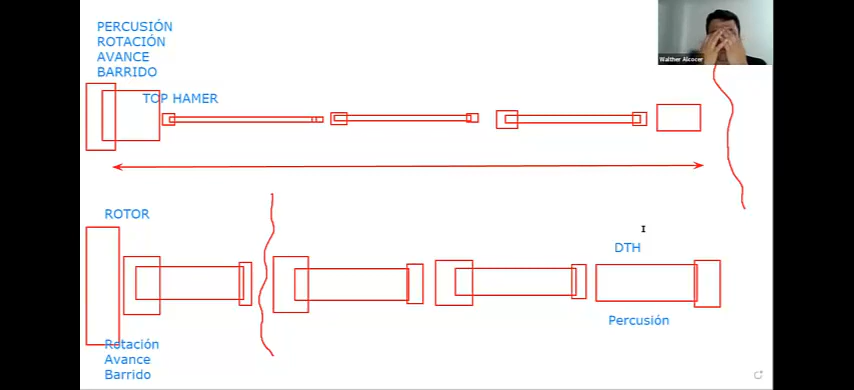 PERCUSIÓN
ROTACIÓN
AVANCE
BARRIDO
TOP HAMER
Walther Alcocer
ROTOR
DTH
Percusión
Rotación
Avance
Barrido